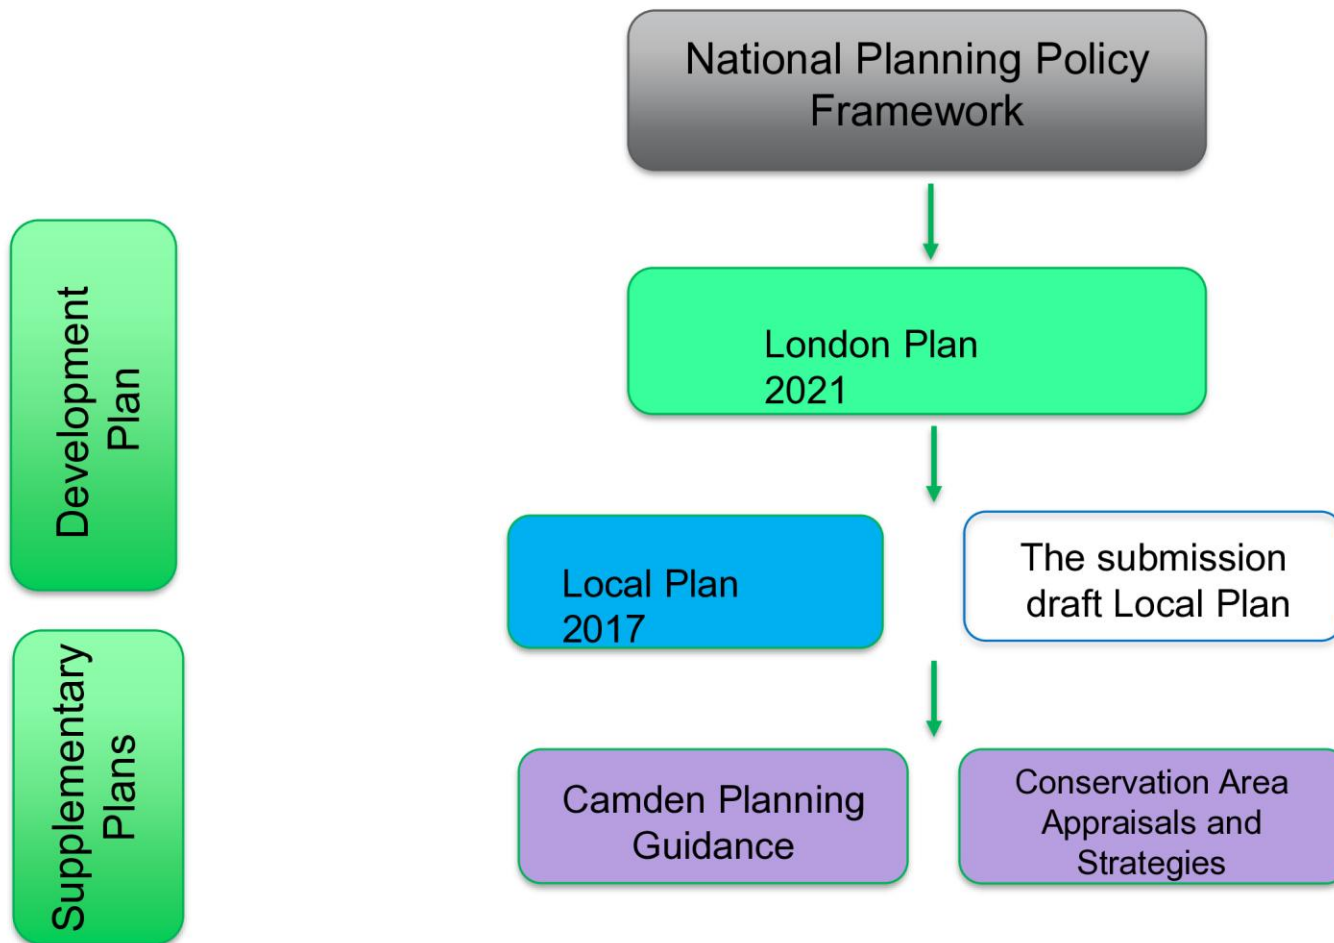 National Planning Policy
Framework
Development
Plan
London Plan
2021
Local Plan
2017
The submission
draft Local Plan
Supplementary
Plans
Camden Planning
Guidance
Conservation Area
Appraisals and
Strategies